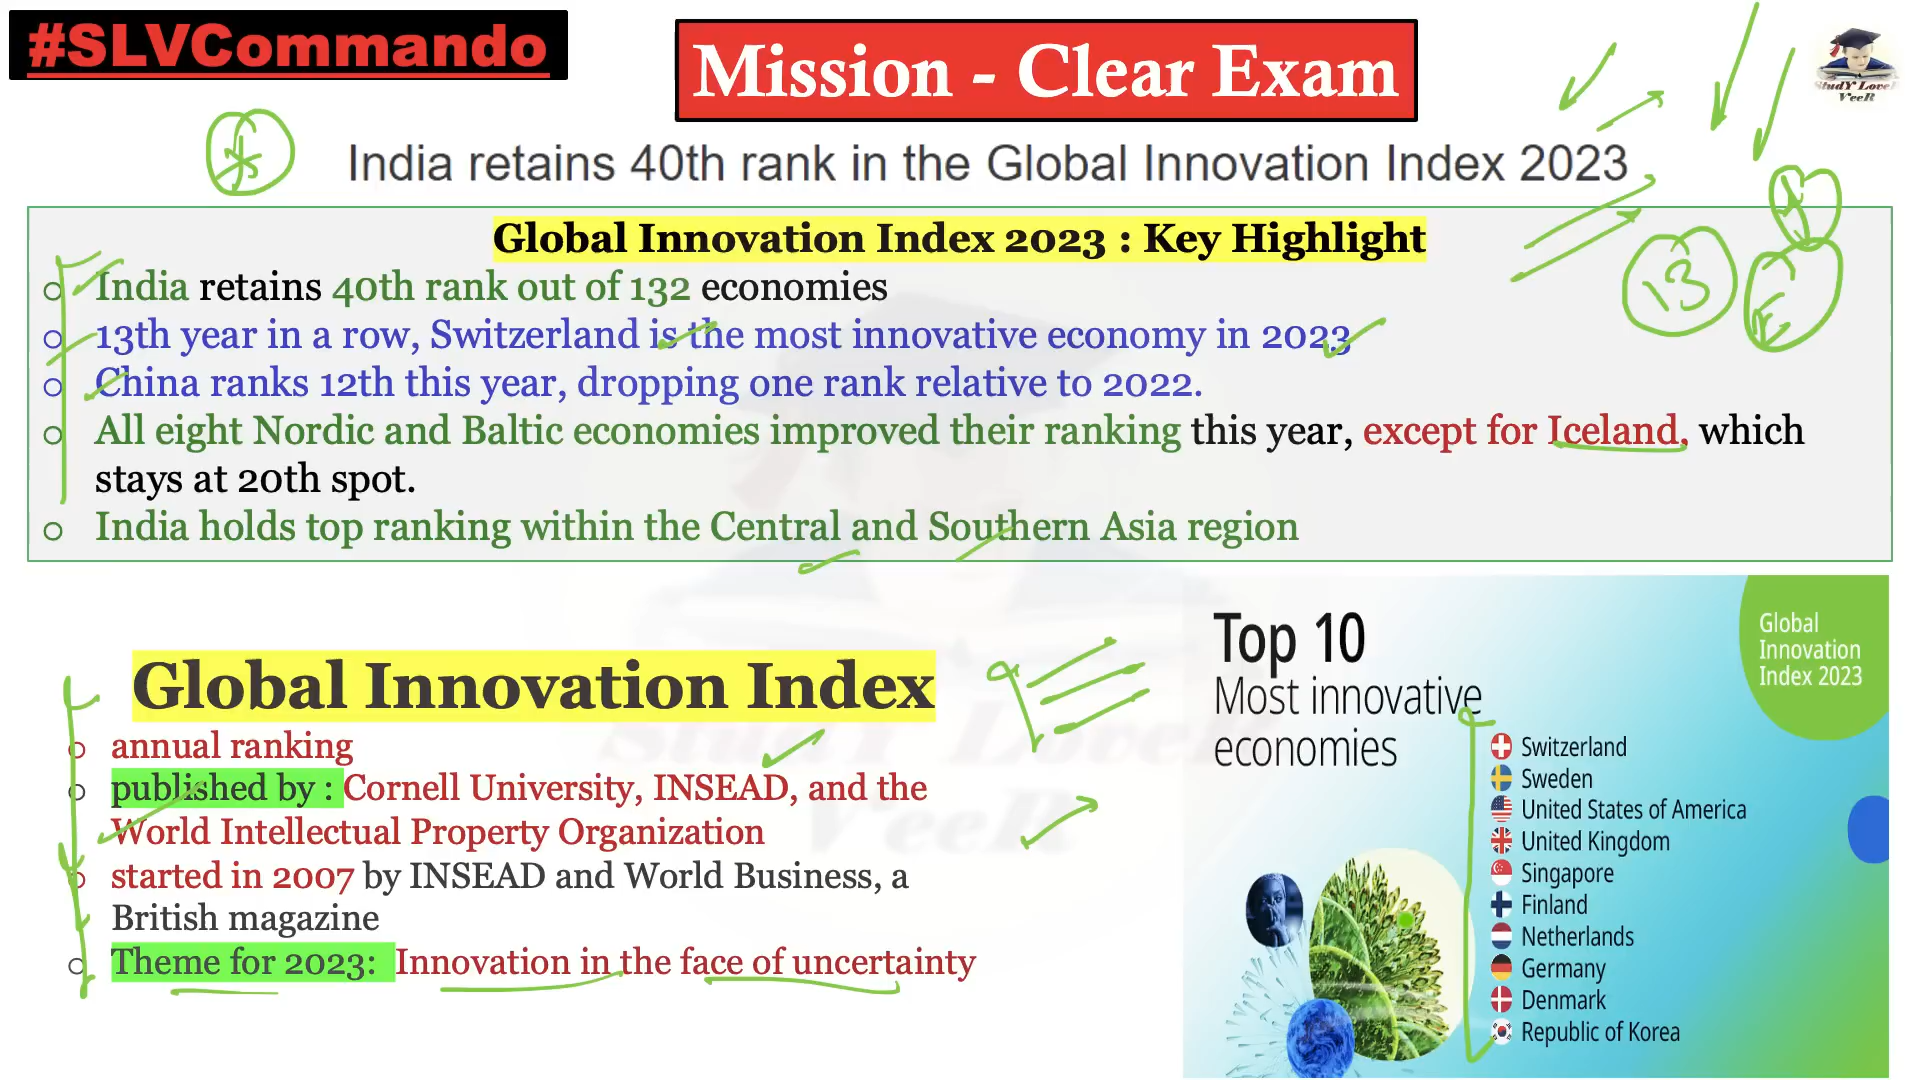 #SLVCommando
Mission - Clear Exam
StudY LoveR
VeeR
India retains 40th rank in the Global Innovation Index 2023
Global Innovation Index 2023 : Key Highlight
India retains 40th rank out of 132 economies
13th year in a row, Switzerland is the most innovative economy in 2023
China ranks 12th this year, dropping one rank relative to 2022.
All eight Nordic and Baltic economies improved their ranking this year, except for Iceland, which
stays at 20th spot.
India holds top ranking within the Central and Southern Asia region
13
Global Innovation Index
annual ranking
published by : Cornell University, INSEAD, and the
World Intellectual Property Organization
started in 2007 by INSEAD and World Business, a
British magazine
Theme for 2023: Innovation in the face of uncertainty
StudY LoveR
VeeR
Top 10
Most innovative
economies
Global
Innovation
Index 2023
Switzerland
Sweden
United States of America
United Kingdom
Singapore
Finland
Netherlands
Germany
Denmark
Republic of Korea